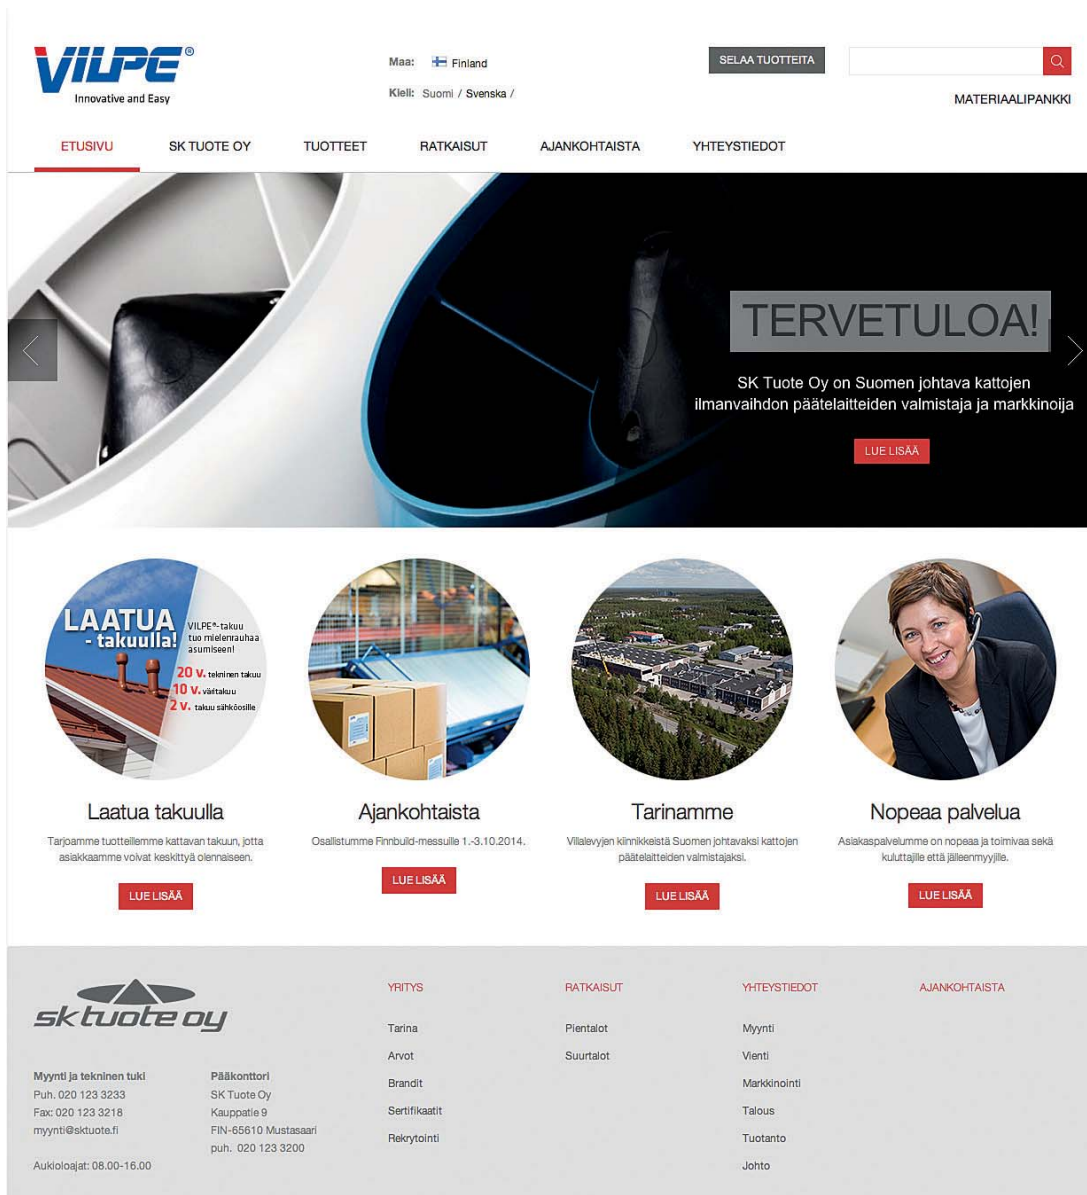 VILPE®
Innovative and Easy
Maa: Finland
Kieli: Suomi / Svenska /
SELAA TUOTTEITA
MATERIAALIPANKKI
ETUSIVU SK TUOTE OY TUOTTEET RATKAISUT AJANKOHTAISTA YHTEYSTIEDOT
TERVETULOA!
SK Tuote Oy on Suomen johtava kattojen
ilmanvaihdon päätelaitteiden valmistaja ja markkinoija
LUE LISÄÄ
LAATUA
- takuulla!
VILPE®-takuu
tuo mielenrauhaa
asumiseen!
20 v. tekninen takuu
10 v. väritakuu
2 v. takuu sähköosille
Laatua takuulla
Tarjoamme tuotteillemme kattavan takuun, jotta
asiakkaamme voivat keskittyä olennaiseen.
LUE LISÄÄ
Ajankohtaista
Osallistumme Finnbuild-messuille 1.-3.10.2014.
LUE LISÄÄ
Tarinamme
Villalevyjen kiinnikkeistä Suomen johtavaksi kattojen
päätelaitteiden valmistajaksi.
LUE LISÄÄ
Nopeaa palvelua
Asiakaspalvelumme on nopeaa ja toimivaa sekä
kuluttajille että jälleenmyyjille.
LUE LISÄÄ
sk tuote oy
Myynti ja tekninen tuki
Puh. 020 123 3233
Fax: 020 123 3218
myynti@sktuote.fi
Aukioloajat: 08.00-16.00
Pääkonttori
SK Tuote Oy
Kauppatie 9
FIN-65610 Mustasaari
puh. 020 123 3200
YRITYS
Tarina
Arvot
Brandit
Sertifikaatit
Rekrytointi
RATKAISUT
Pientalot
Suurtalot
YHTEYSTIEDOT
Myynti
Vienti
Markkinointi
Talous
Tuotanto
Johto
AJANKOHTAISTA